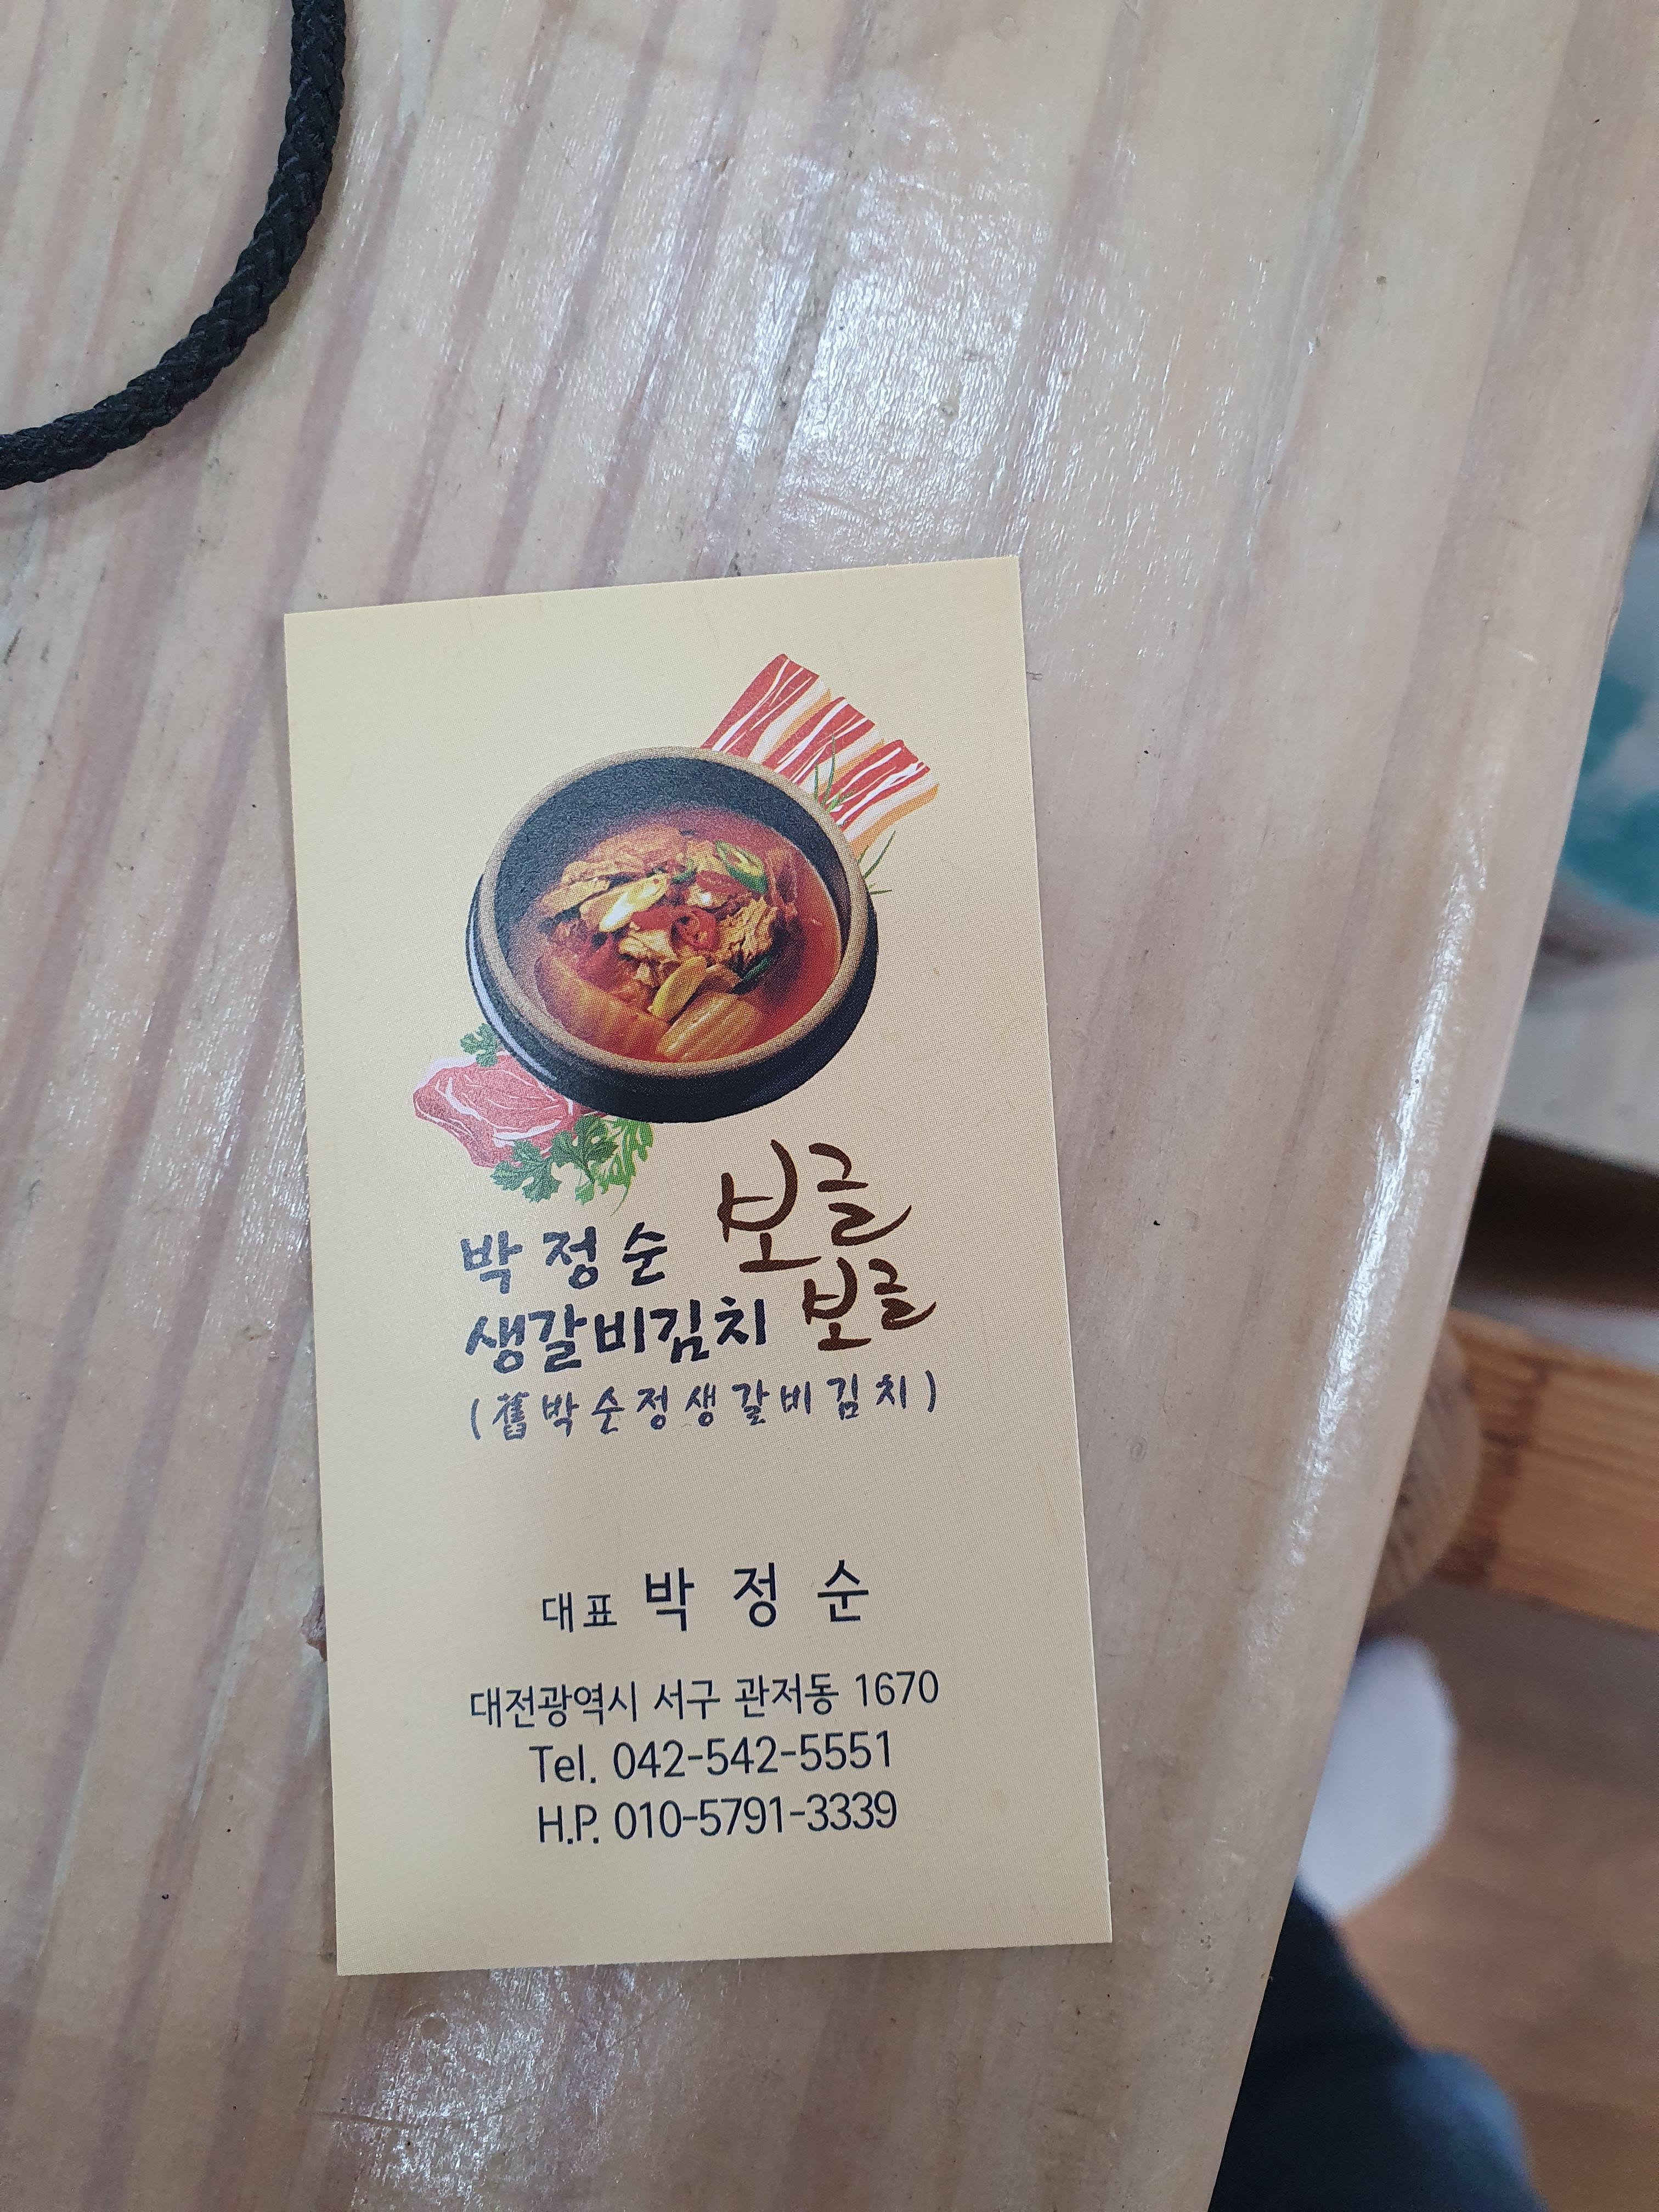 박정순 보글
생갈비김치 보글
(舊박순정생갈비김치)
대표 박 정 순
대전광역시 서구 관저동 1670
Tel. 042-542-5551
H.P. 010-5791-3339